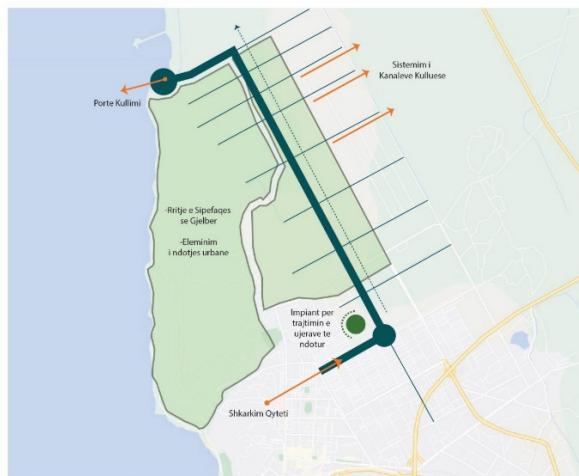 Sistemim i
Kanaleve Kulluese
Porte Kullimi
-Rritje e Sipefaqes
se Gjelber
-Eleminim
i ndotjes urbane
Impiant per
trajtimin e
ujerave te
ndotur
Shkarkim Qyteti